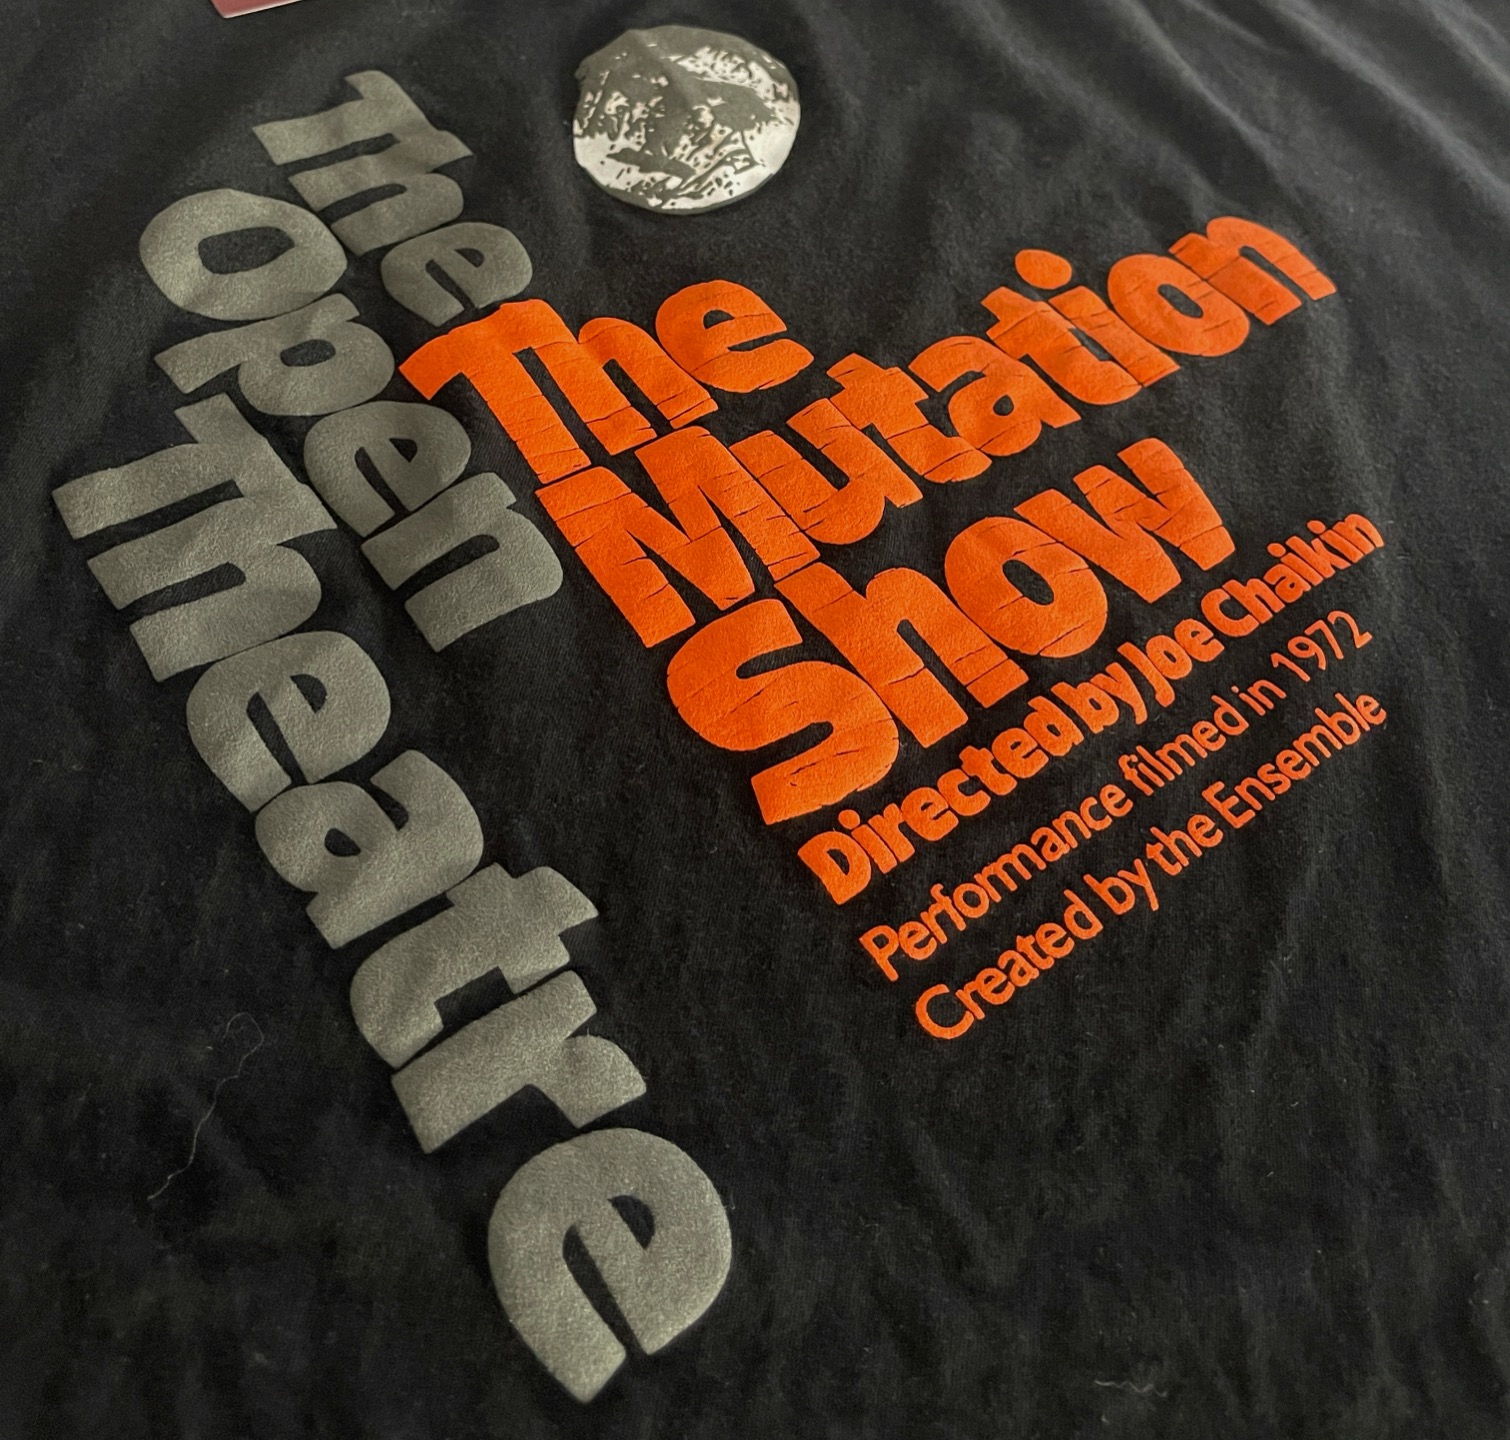 The
Open
Theatre
The
Mutation
Show
Directed by Joe Chaikin
Performance filmed in 1972
Created by the Ensemble